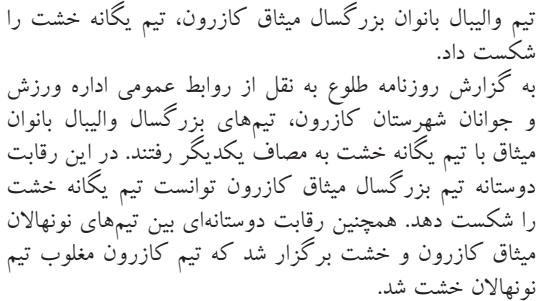 تیم والیبال بانوان بزرگسال میثاق کازرون، تیم یگانه خشت را
شکست داد.
به گزارش روزنامه طلوع به نقل از روابط عمومی اداره ورزش
و جوانان شهرستان کازرون، تیم‌های بزرگسال والیبال بانوان
میثاق با تیم یگانه خشت به مصاف یکدیگر رفتند. در این رقابت
دوستانه تیم بزرگسال میثاق کازرون توانست تیم یگانه خشت
را شکست دهد. همچنین رقابت دوستانه‌ای بین تیم‌های نونهالان
میثاق کازرون و خشت برگزار شد که تیم کازرون مغلوب تیم
نونهالان خشت شد.